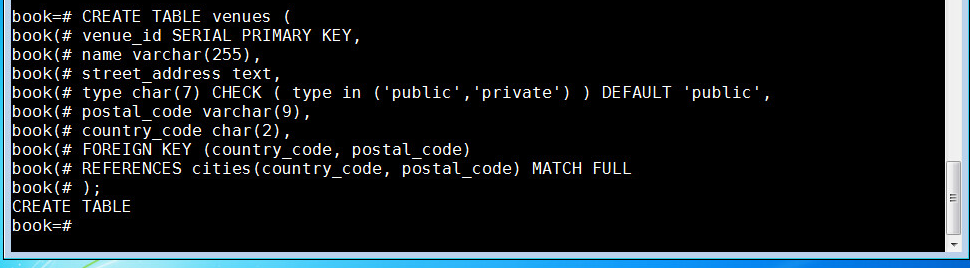 book=# CREATE TABLE venues (
book(# venue_id SERIAL PRIMARY KEY,
book(# name varchar(255),
book(# street_address text,
book(# type char(7) CHECK ( type in ('public','private') ) DEFAULT 'public',
book(# postal_code varchar(9),
book(# country_code char(2),
book(# FOREIGN KEY (country_code, postal_code)
book(# REFERENCES cities(country_code, postal_code) MATCH FULL
book(# );
CREATE TABLE
book=#